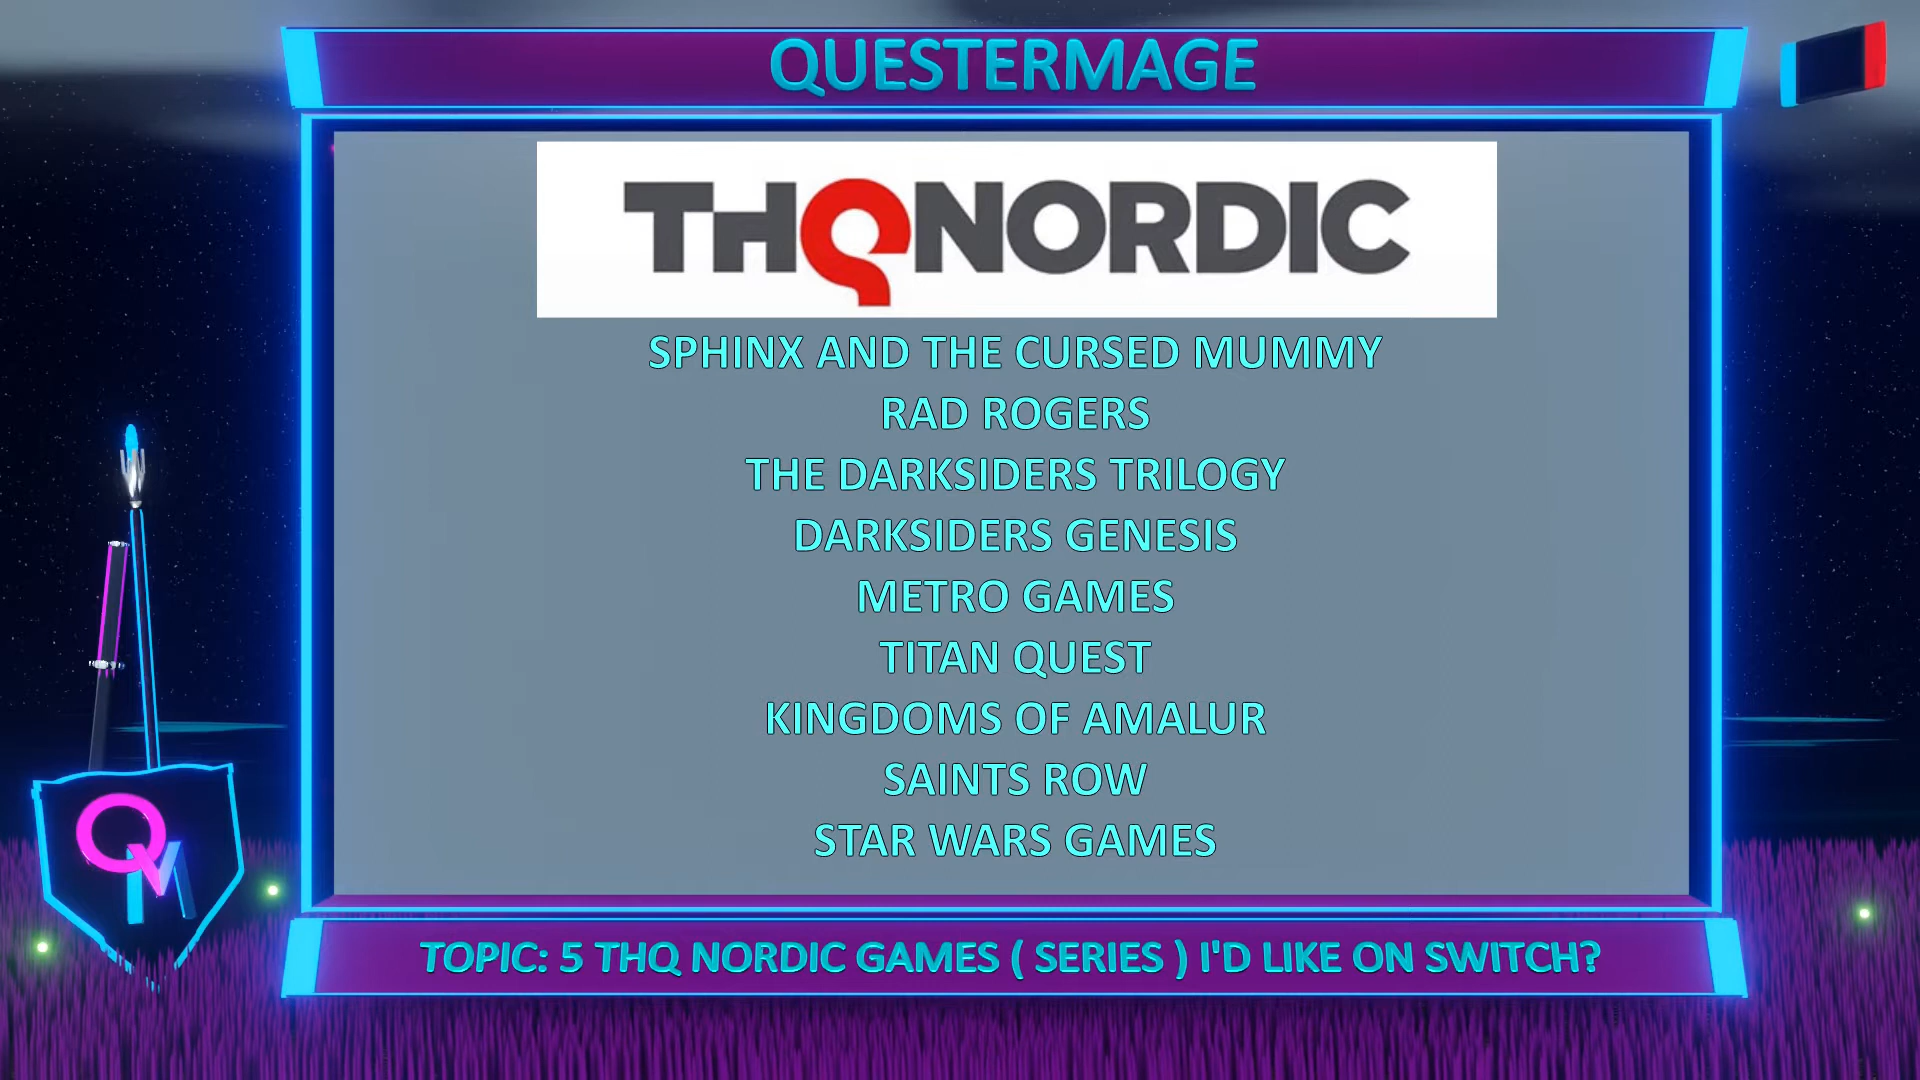 QUESTERMAGE
THQNORDIC
SPHINX AND THE CURSED MUMMY
RAD ROGERS
THE DARKSIDERS TRILOGY
DARKSIDERS GENESIS
METRO GAMES
TITAN QUEST
KINGDOMS OF AMALUR
SAINTS ROW
STAR WARS GAMES
QM
TOPIC: 5 THQ NORDIC GAMES ( SERIES ) I'D LIKE ON SWITCH?